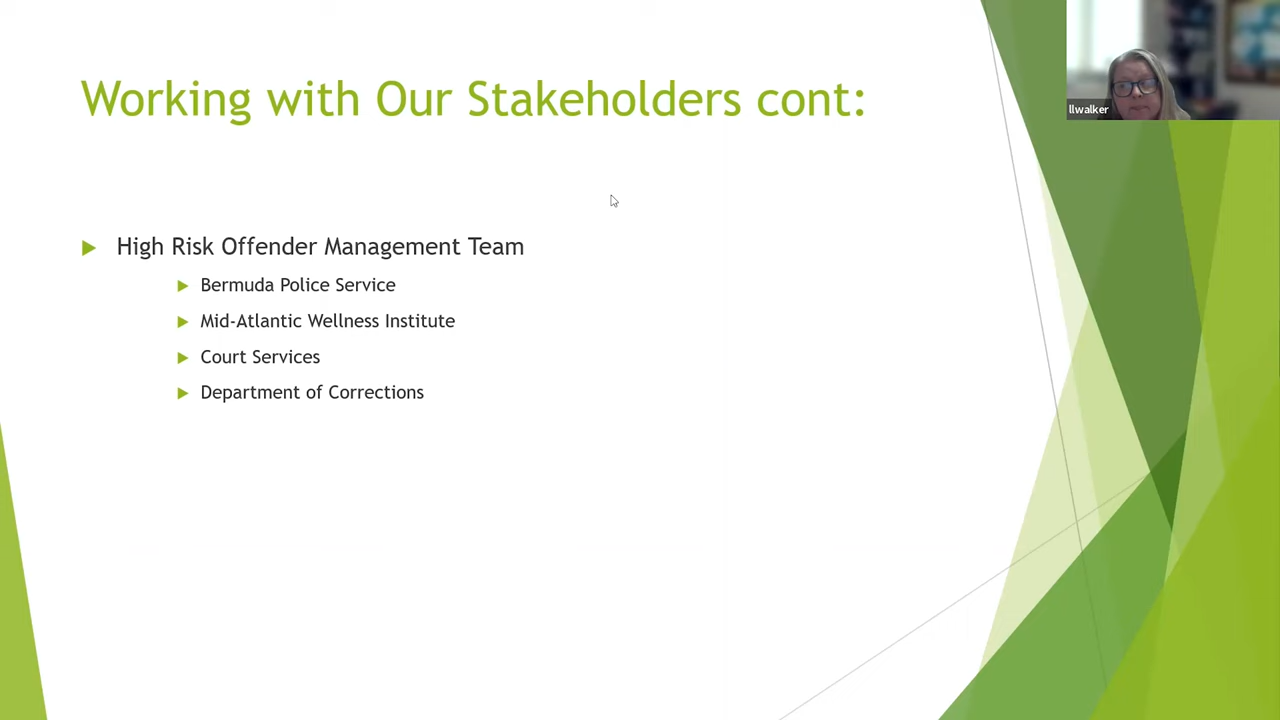 Working with Our Stakeholders cont:
llwalker
High Risk Offender Management Team
Bermuda Police Service
Mid-Atlantic Wellness Institute
Court Services
Department of Corrections